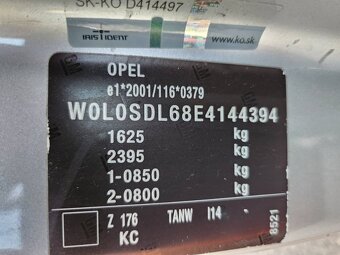 SK-KO D414497
IRIS IDENT
www.ko.sk
OPEL
e1*2001/116*0379
W0L0SDL68E4144394
1625 kg
2395 kg
1-0850 kg
2-0800 kg
Z 176 TANW I14
KC
8521